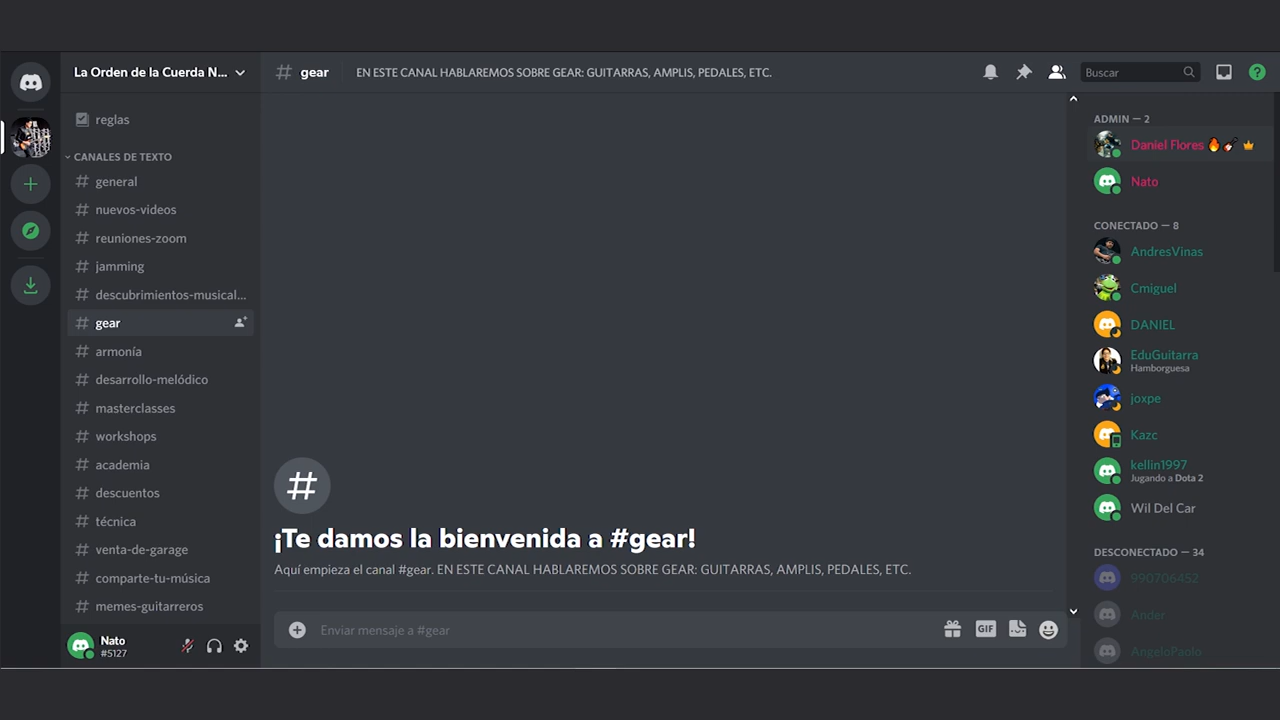 La Orden de la Cuerda N...
gear
EN ESTE CANAL HABLAREMOS SOBRE GEAR: GUITARRAS, AMPLIS, PEDALES, ETC.
Buscar
reglas
CANALES DE TEXTO
general
nuevos-videos
reuniones-zoom
jamming
descubrimientos-musical...
gear
armonía
desarrollo-melódico
masterclasses
workshops
academia
descuentos
técnica
venta-de-garage
comparte-tu-música
memes-guitarreros
Nato
#5127
#
¡Te damos la bienvenida a #gear!
Aquí empieza el canal #gear. EN ESTE CANAL HABLAREMOS SOBRE GEAR: GUITARRAS, AMPLIS, PEDALES, ETC.
Enviar mensaje a #gear
GIF
ADMIN — 2
Daniel Flores 🔥🎸
Nato
CONECTADO — 8
AndresVinas
Cmiguel
DANIEL
EduGuitarra
Hamborguesa
joxpe
Kazc
kellin1997
Jugando a Dota 2
Wil Del Car
DESCONECTADO — 34
990706452
Ander
AngeloPaolo